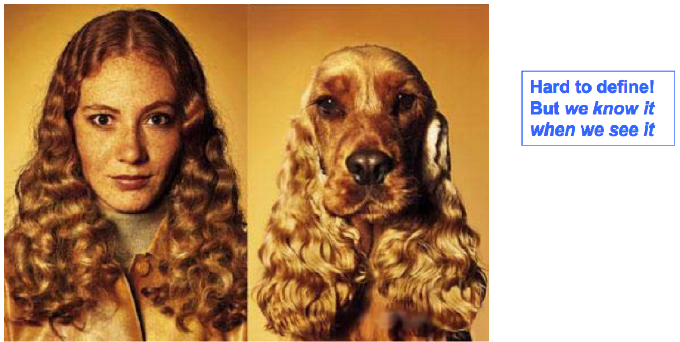 Hard to define!
But we know it
when we see it